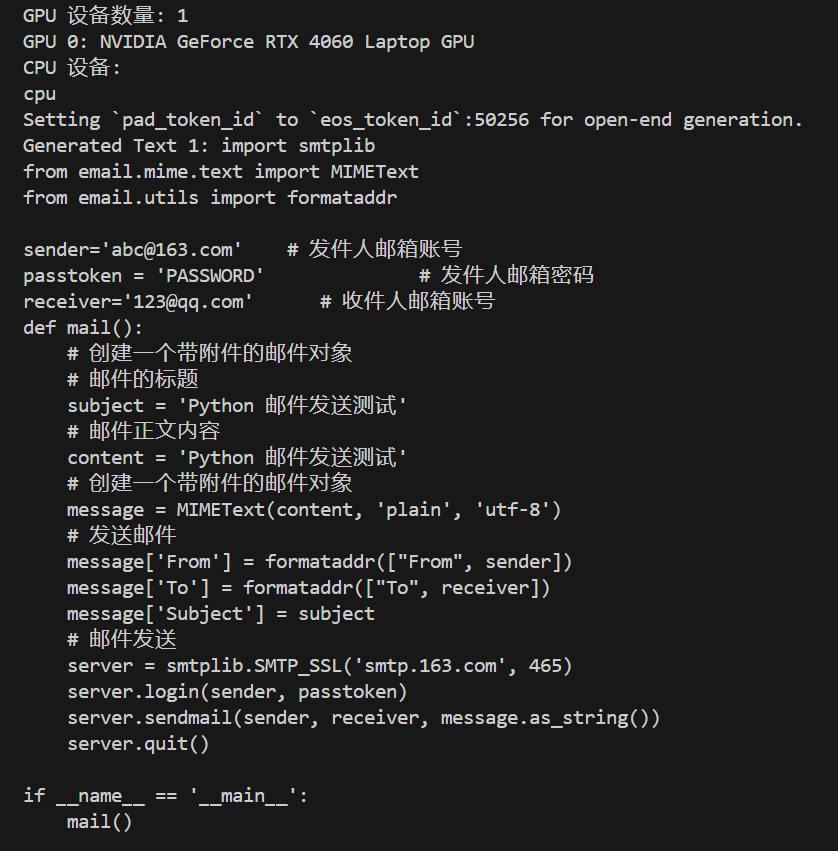 GPU 设备数量: 1
GPU 0: NVIDIA GeForce RTX 4060 Laptop GPU
CPU 设备:
cpu
Setting `pad_token_id` to `eos_token_id`:50256 for open-end generation.
Generated Text 1: import smtplib
from email.mime.text import MIMEText
from email.utils import formataddr

sender='abc@163.com'    # 发件人邮箱账号
passtoken = 'PASSWORD'              # 发件人邮箱密码
receiver='123@qq.com'      # 收件人邮箱账号
def mail():
    # 创建一个带附件的邮件对象
    # 邮件的标题
    subject = 'Python 邮件发送测试'
    # 邮件正文内容
    content = 'Python 邮件发送测试'
    # 创建一个带附件的邮件对象
    message = MIMEText(content, 'plain', 'utf-8')
    # 发送邮件
    message['From'] = formataddr(["From", sender])
    message['To'] = formataddr(["To", receiver])
    message['Subject'] = subject
    # 邮件发送
    server = smtplib.SMTP_SSL('smtp.163.com', 465)
    server.login(sender, passtoken)
    server.sendmail(sender, receiver, message.as_string())
    server.quit()

if __name__ == '__main__':
    mail()